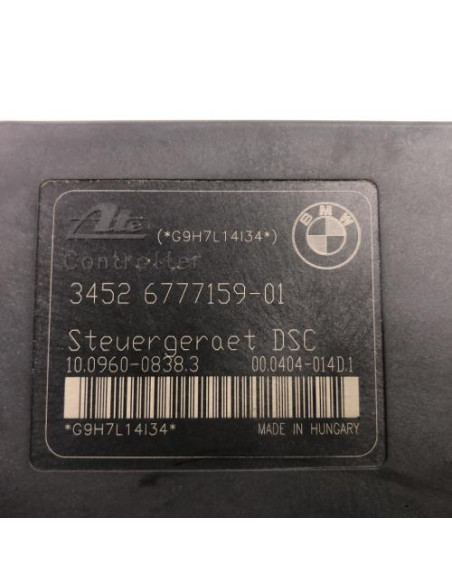 Ate (*G9H7L14I34*) BMW
Controller
3452 6777159-01
Steuergeraet DSC
10.0960-0838.3 00.0404-014D.1
*G9H7L14I34* MADE IN HUNGARY